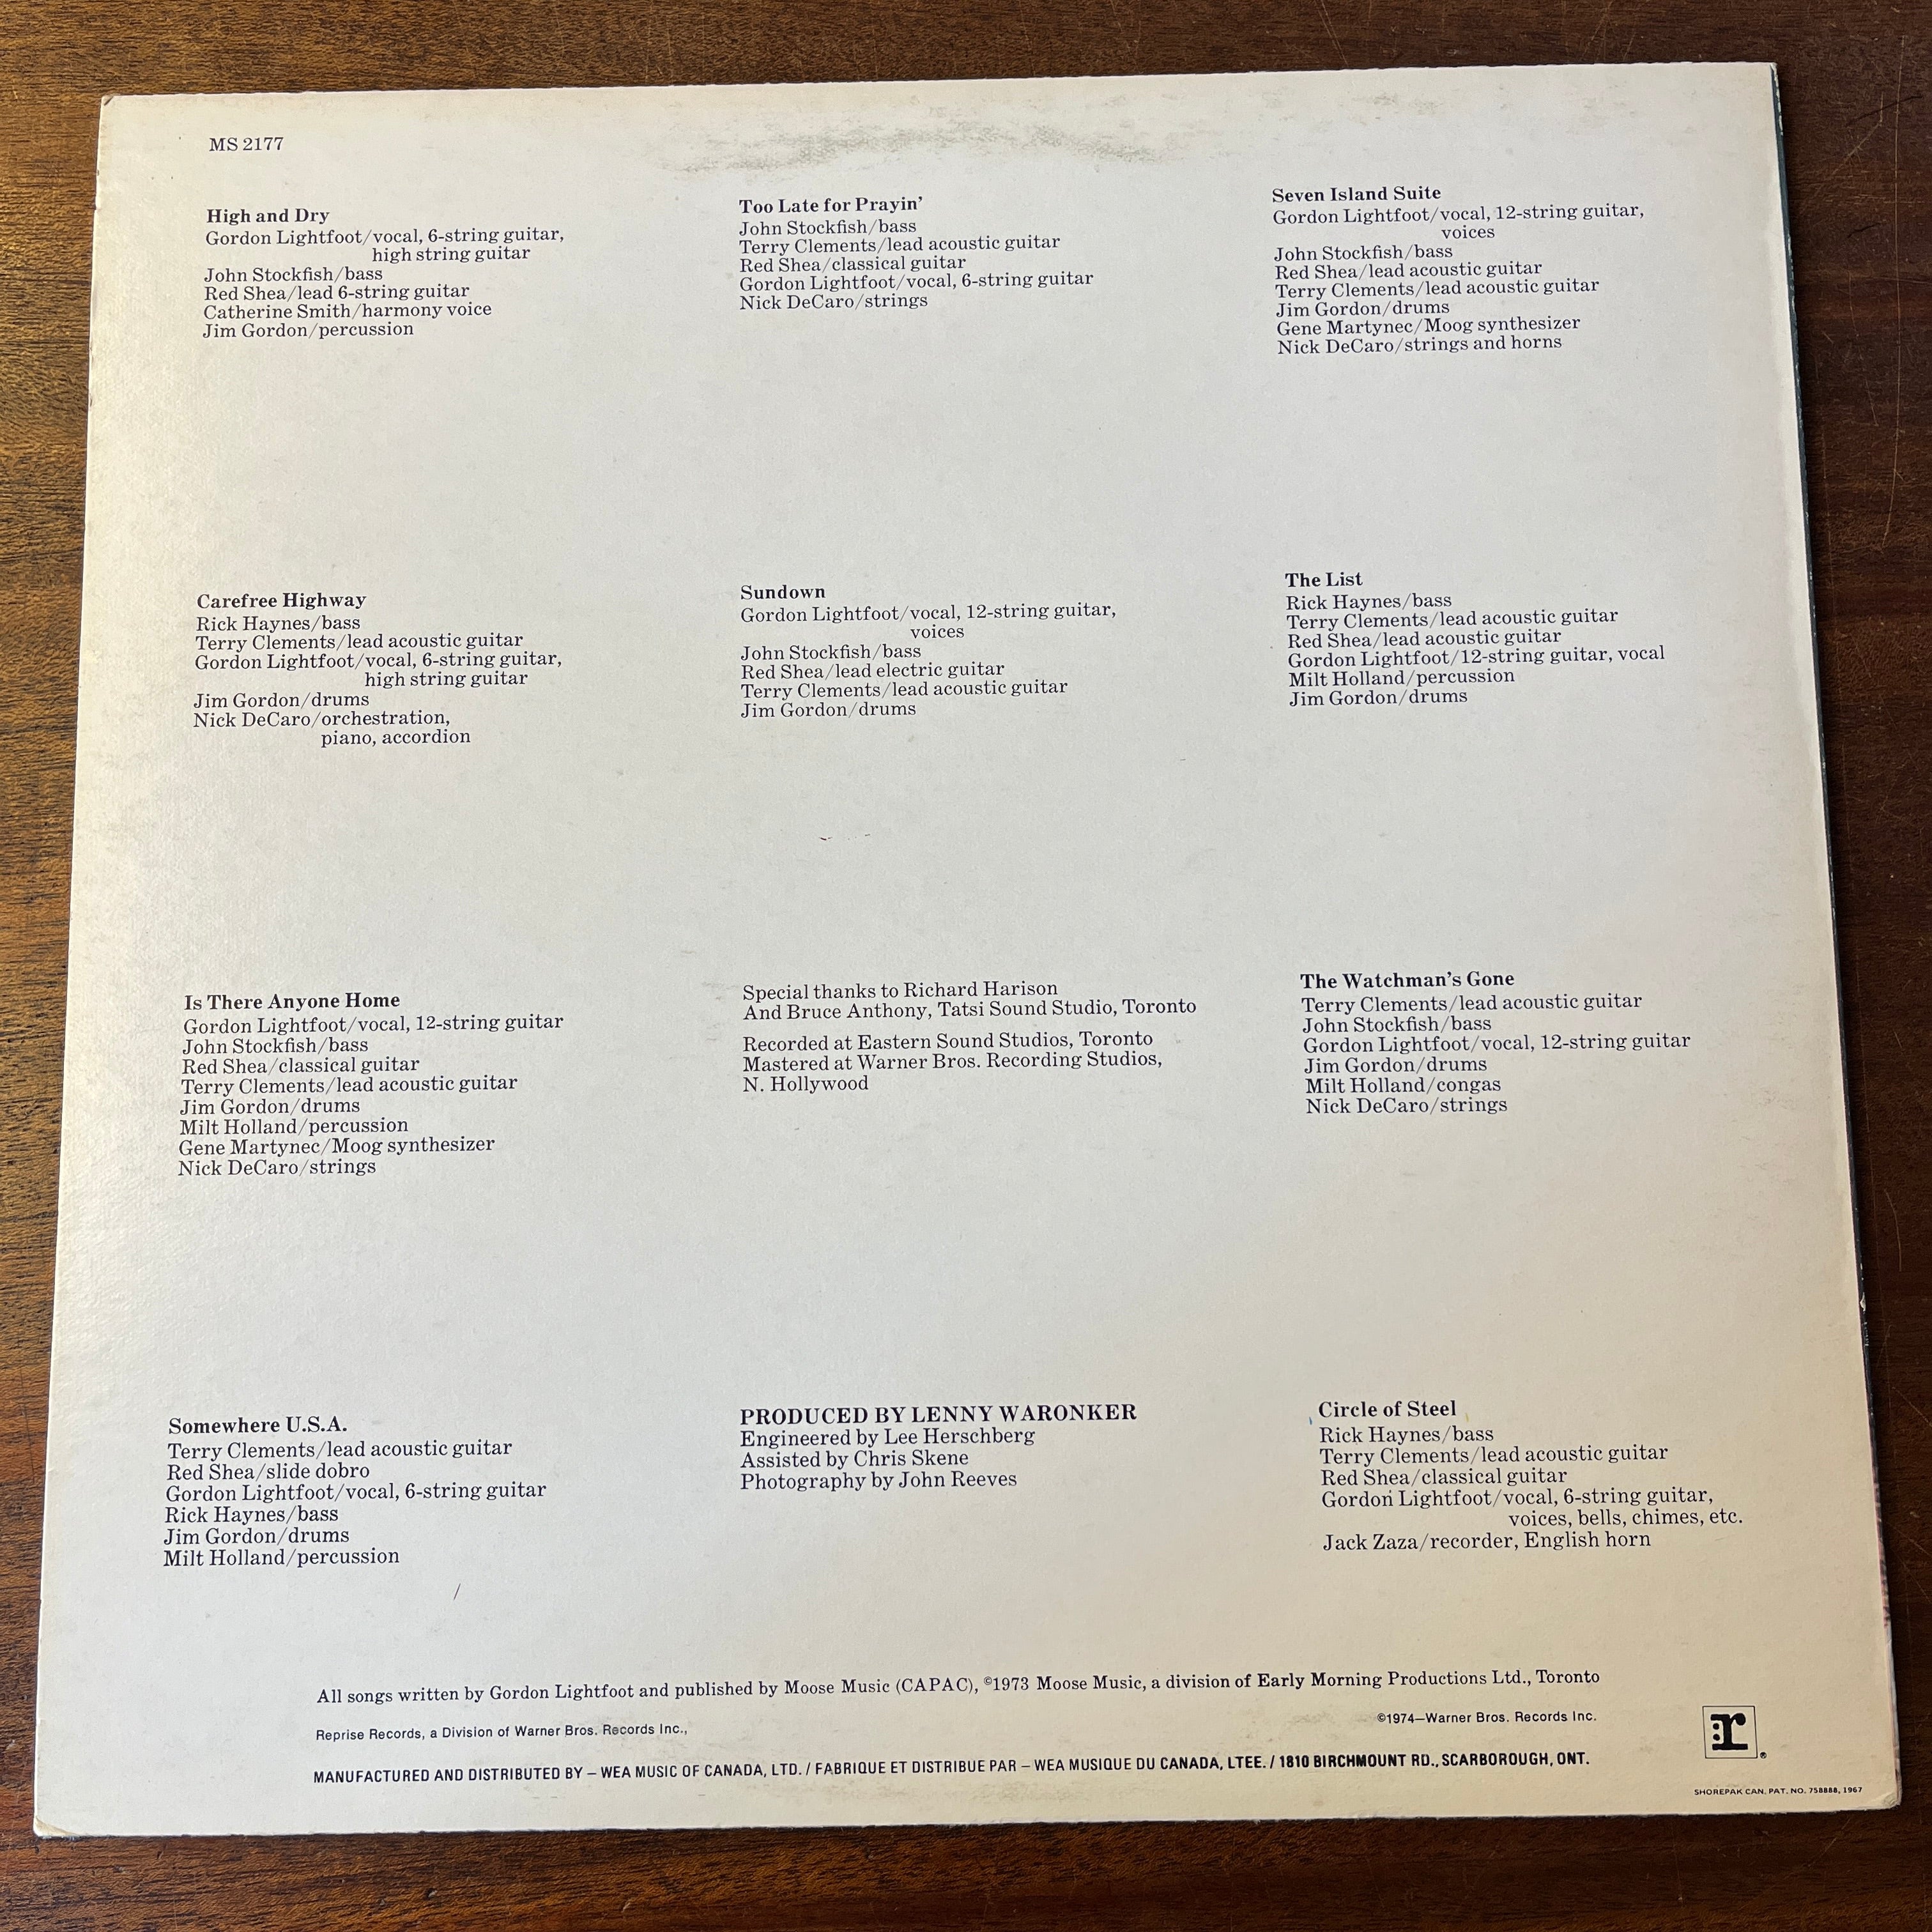 MS 2177
High and Dry
Gordon Lightfoot/vocal, 6-string guitar,
high string guitar
John Stockfish/bass
Red Shea/lead 6-string guitar
Catherine Smith/harmony voice
Jim Gordon/percussion
Too Late for Prayin'
John Stockfish/bass
Terry Clements/lead acoustic guitar
Red Shea/classical guitar
Gordon Lightfoot/vocal, 6-string guitar
Nick DeCaro/strings
Seven Island Suite
Gordon Lightfoot/vocal, 12-string guitar,
voices
John Stockfish/bass
Red Shea/lead acoustic guitar
Terry Clements/lead acoustic guitar
Jim Gordon/drums
Gene Martynec/Moog synthesizer
Nick DeCaro/strings and horns
Carefree Highway
Rick Haynes/bass
Terry Clements/lead acoustic guitar
Gordon Lightfoot/vocal, 6-string guitar,
high string guitar
Jim Gordon/drums
Nick DeCaro/orchestration,
piano, accordion
Sundown
Gordon Lightfoot/vocal, 12-string guitar,
voices
John Stockfish/bass
Red Shea/lead electric guitar
Terry Clements/lead acoustic guitar
Jim Gordon/drums
The List
Rick Haynes/bass
Terry Clements/lead acoustic guitar
Red Shea/lead acoustic guitar
Gordon Lightfoot/12-string guitar, vocal
Milt Holland/percussion
Jim Gordon/drums
Is There Anyone Home
Gordon Lightfoot/vocal, 12-string guitar
John Stockfish/bass
Red Shea/classical guitar
Terry Clements/lead acoustic guitar
Jim Gordon/drums
Milt Holland/percussion
Gene Martynec/Moog synthesizer
Nick DeCaro/strings
Special thanks to Richard Harison
And Bruce Anthony, Tatsi Sound Studio, Toronto
Recorded at Eastern Sound Studios, Toronto
Mastered at Warner Bros. Recording Studios,
N. Hollywood
The Watchman's Gone
Terry Clements/lead acoustic guitar
John Stockfish/bass
Gordon Lightfoot/vocal, 12-string guitar
Jim Gordon/drums
Milt Holland/congas
Nick DeCaro/strings
Somewhere U.S.A.
Terry Clements/lead acoustic guitar
Red Shea/slide dobro
Gordon Lightfoot/vocal, 6-string guitar
Rick Haynes/bass
Jim Gordon/drums
Milt Holland/percussion
PRODUCED BY LENNY WARONKER
Engineered by Lee Herschberg
Assisted by Chris Skene
Photography by John Reeves
Circle of Steel
Rick Haynes/bass
Terry Clements/lead acoustic guitar
Red Shea/classical guitar
Gordon Lightfoot/vocal, 6-string guitar,
voices, bells, chimes, etc.
Jack Zaza/recorder, English horn
All songs written by Gordon Lightfoot and published by Moose Music (CAPAC), ©1973 Moose Music, a division of Early Morning Productions Ltd., Toronto
Reprise Records, a Division of Warner Bros. Records Inc.,
©1974—Warner Bros. Records Inc.
MANUFACTURED AND DISTRIBUTED BY – WEA MUSIC OF CANADA, LTD. / FABRIQUE ET DISTRIBUE PAR – WEA MUSIQUE DU CANADA, LTEE. / 1810 BIRCHMOUNT RD., SCARBOROUGH, ONT.
:r ®
SHOREPAK CAN. PAT. NO. 758888, 1967